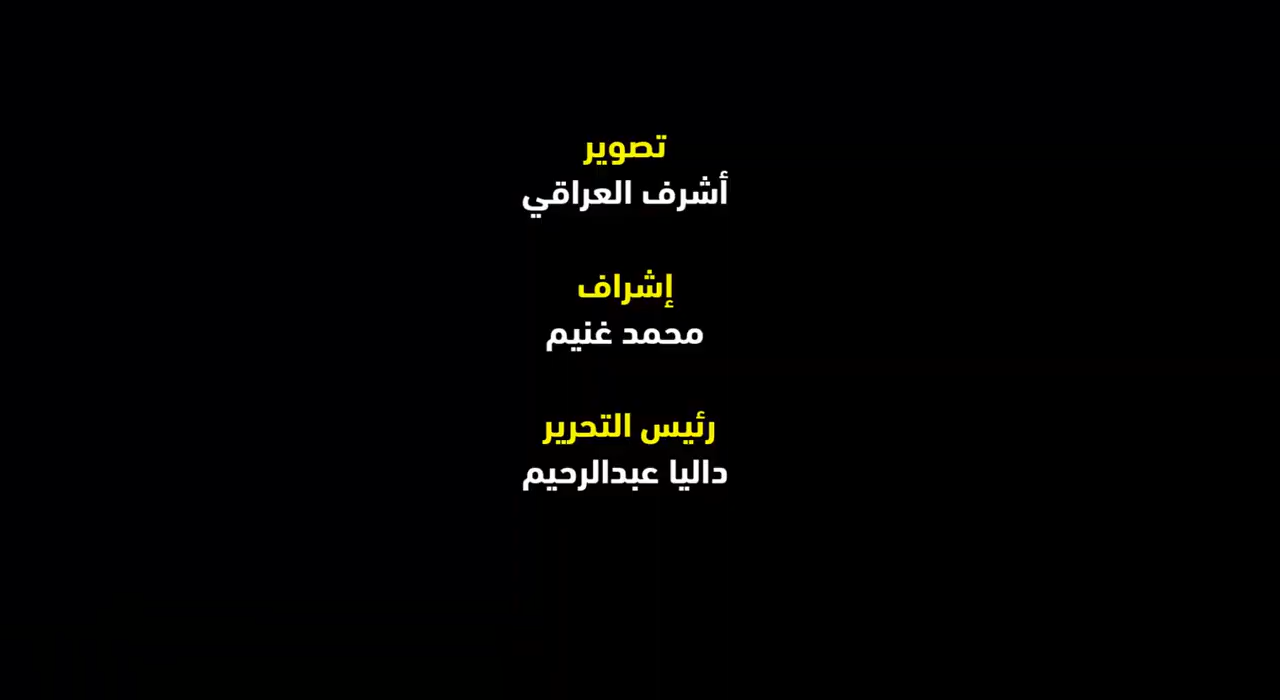 تصوير
أشرف العراقي
إشراف
محمد غنيم
رئيس التحرير
داليا عبدالرحيم